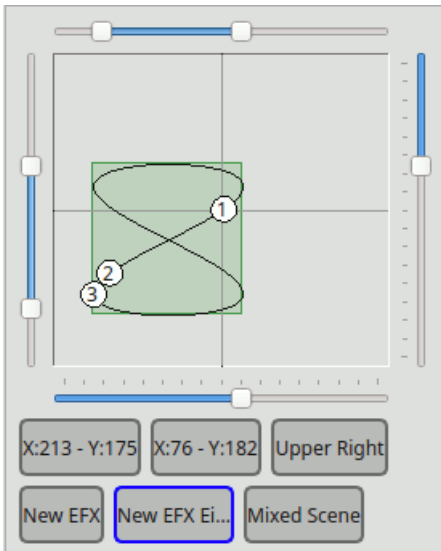 1
2
3
X:213 - Y:175
X:76 - Y:182
Upper Right
New EFX
New EFX Ei...
Mixed Scene